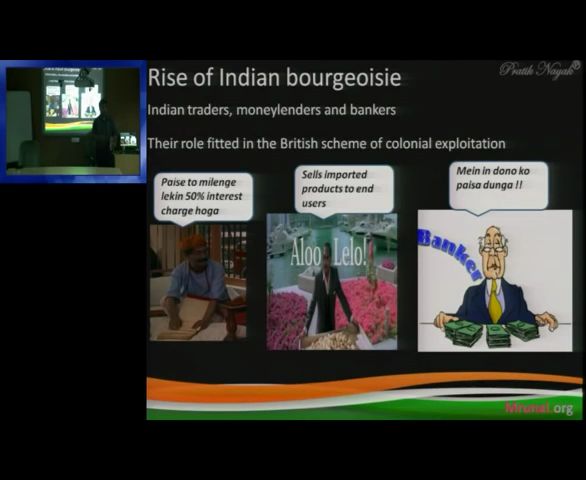 Rise of Indian bourgeoisie
Pratik Nayak
Indian traders, moneylenders and bankers
Their role fitted in the British scheme of colonial exploitation
Paise to milenge
lekin 50% interest
charge hoga
Sells imported
products to end
users
Mein in dono ko
paisa dunga !!
Aloo Lelo!
Banker
Mrunal.org